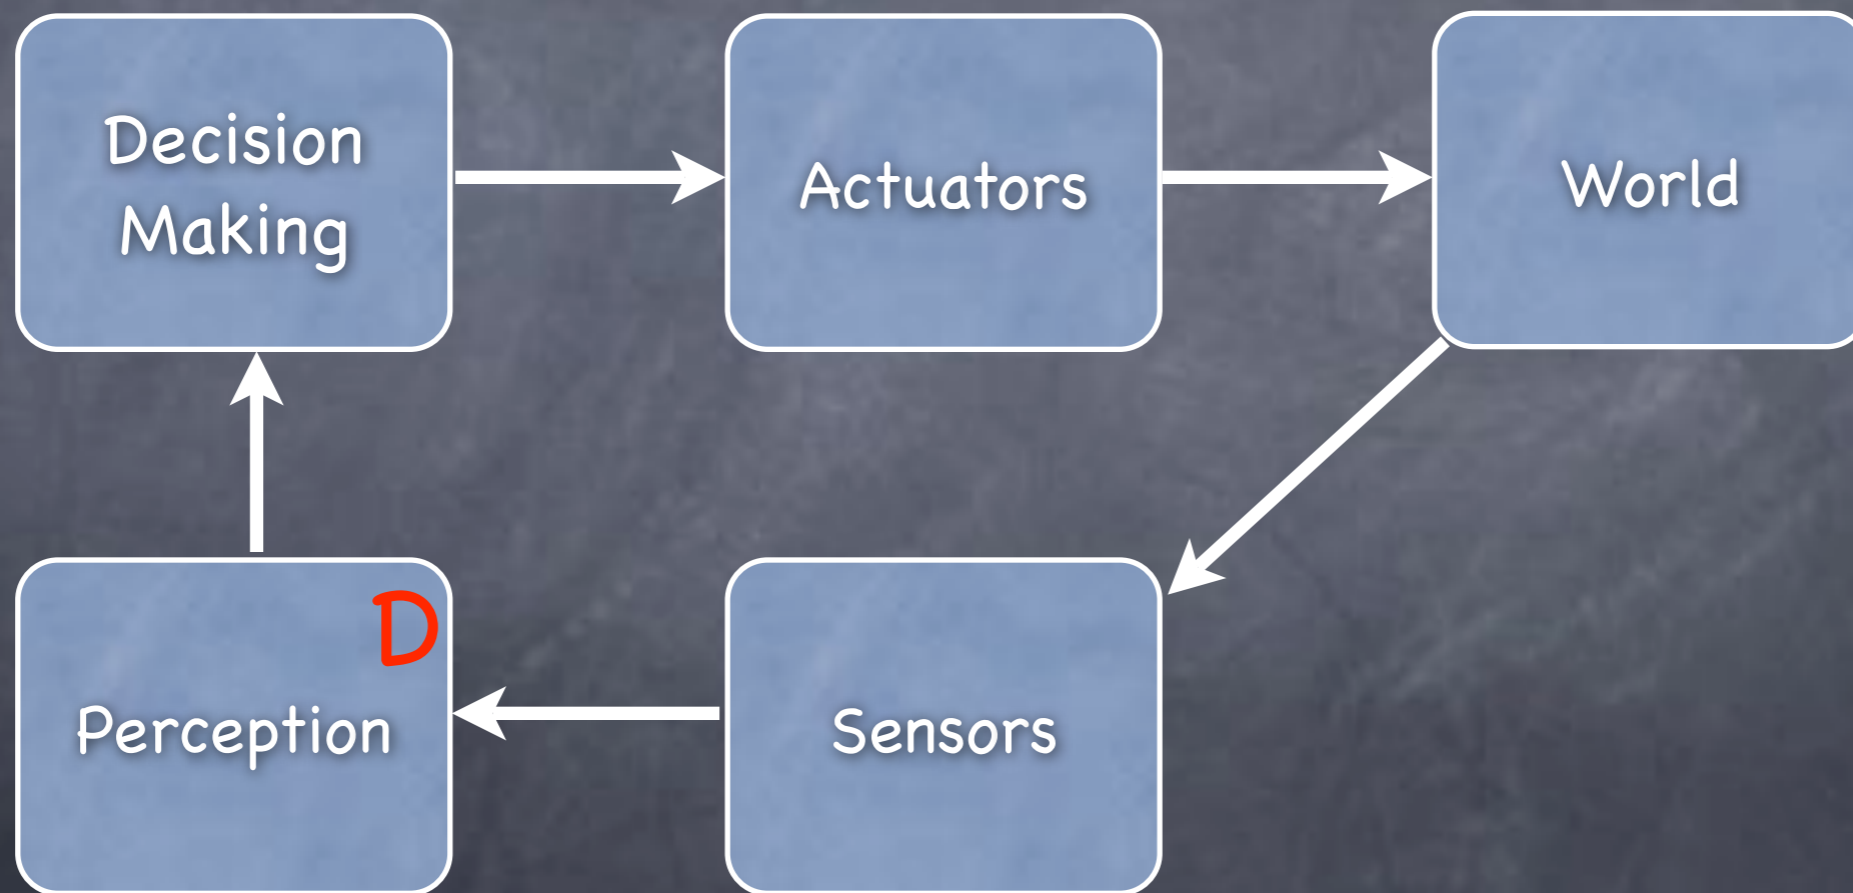 Decision
Making
Actuators
World
D
Perception
Sensors